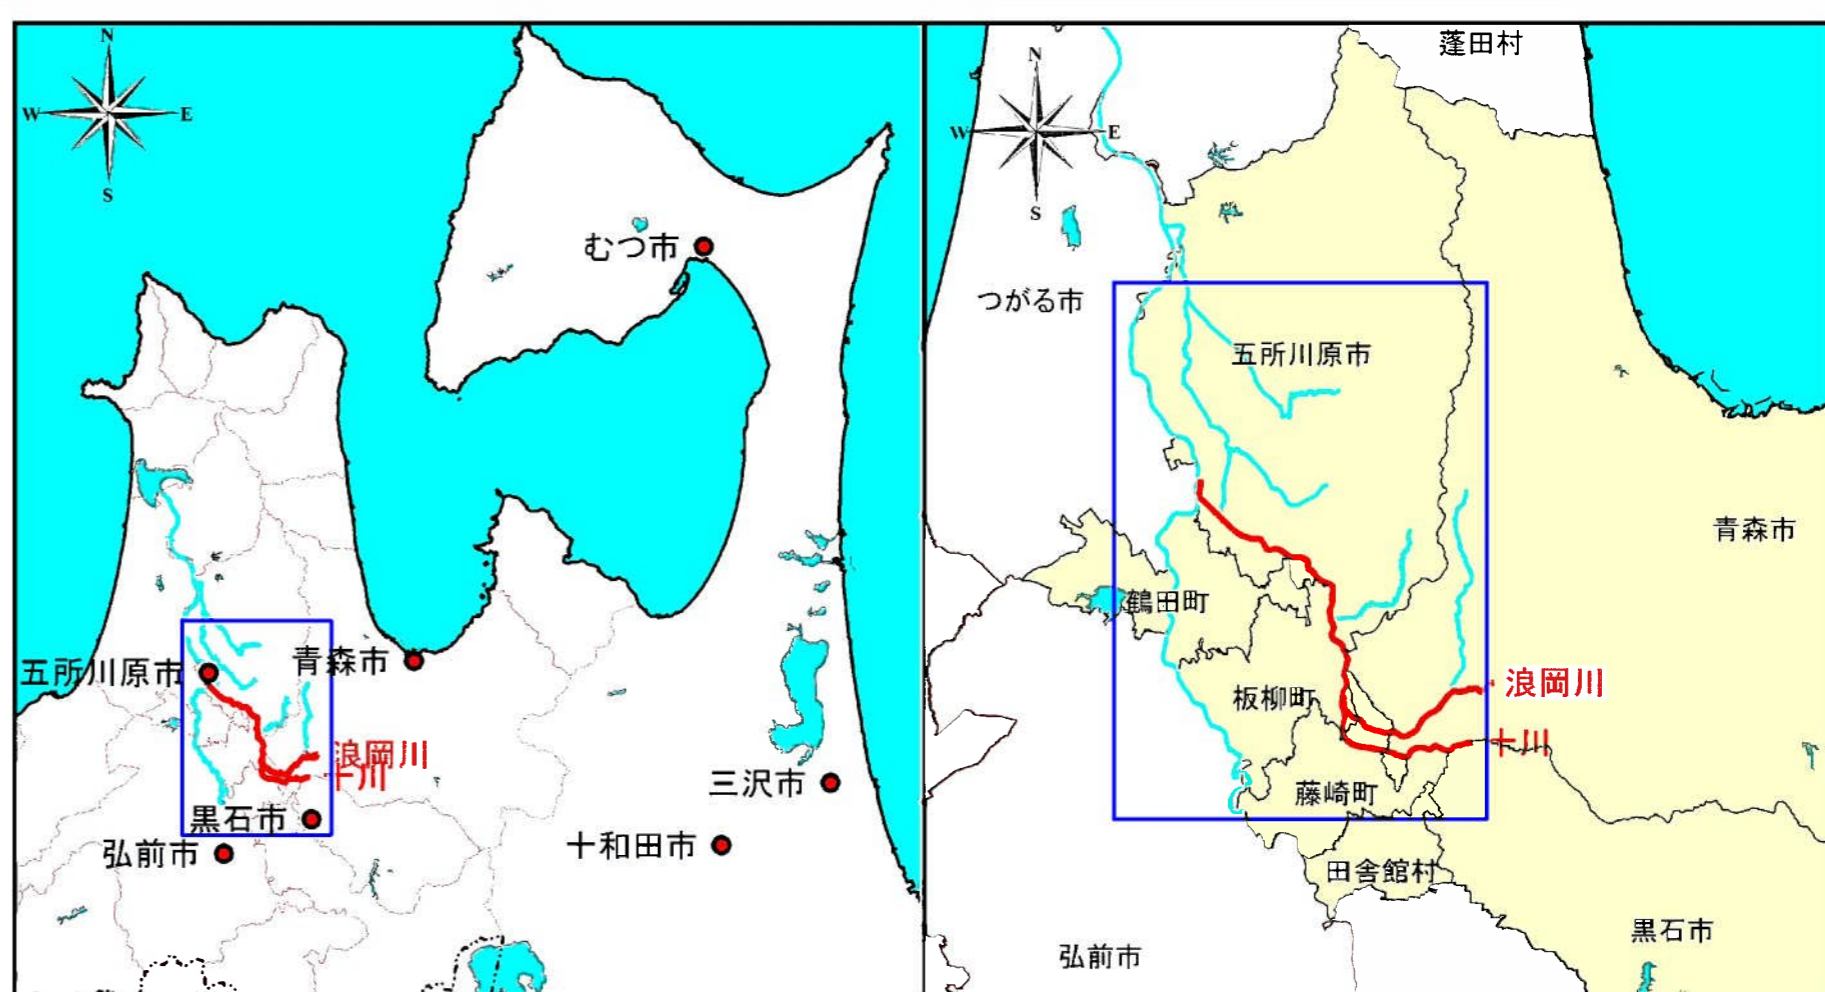 N
W
E
S
むつ市
五所川原市
青森市
浪岡川
十川
黒石市
弘前市
三沢市
十和田市
蓬田村
N
W
E
S
つがる市
五所川原市
青森市
鶴田町
板柳町
浪岡川
十川
藤崎町
田舎館村
黒石市
弘前市